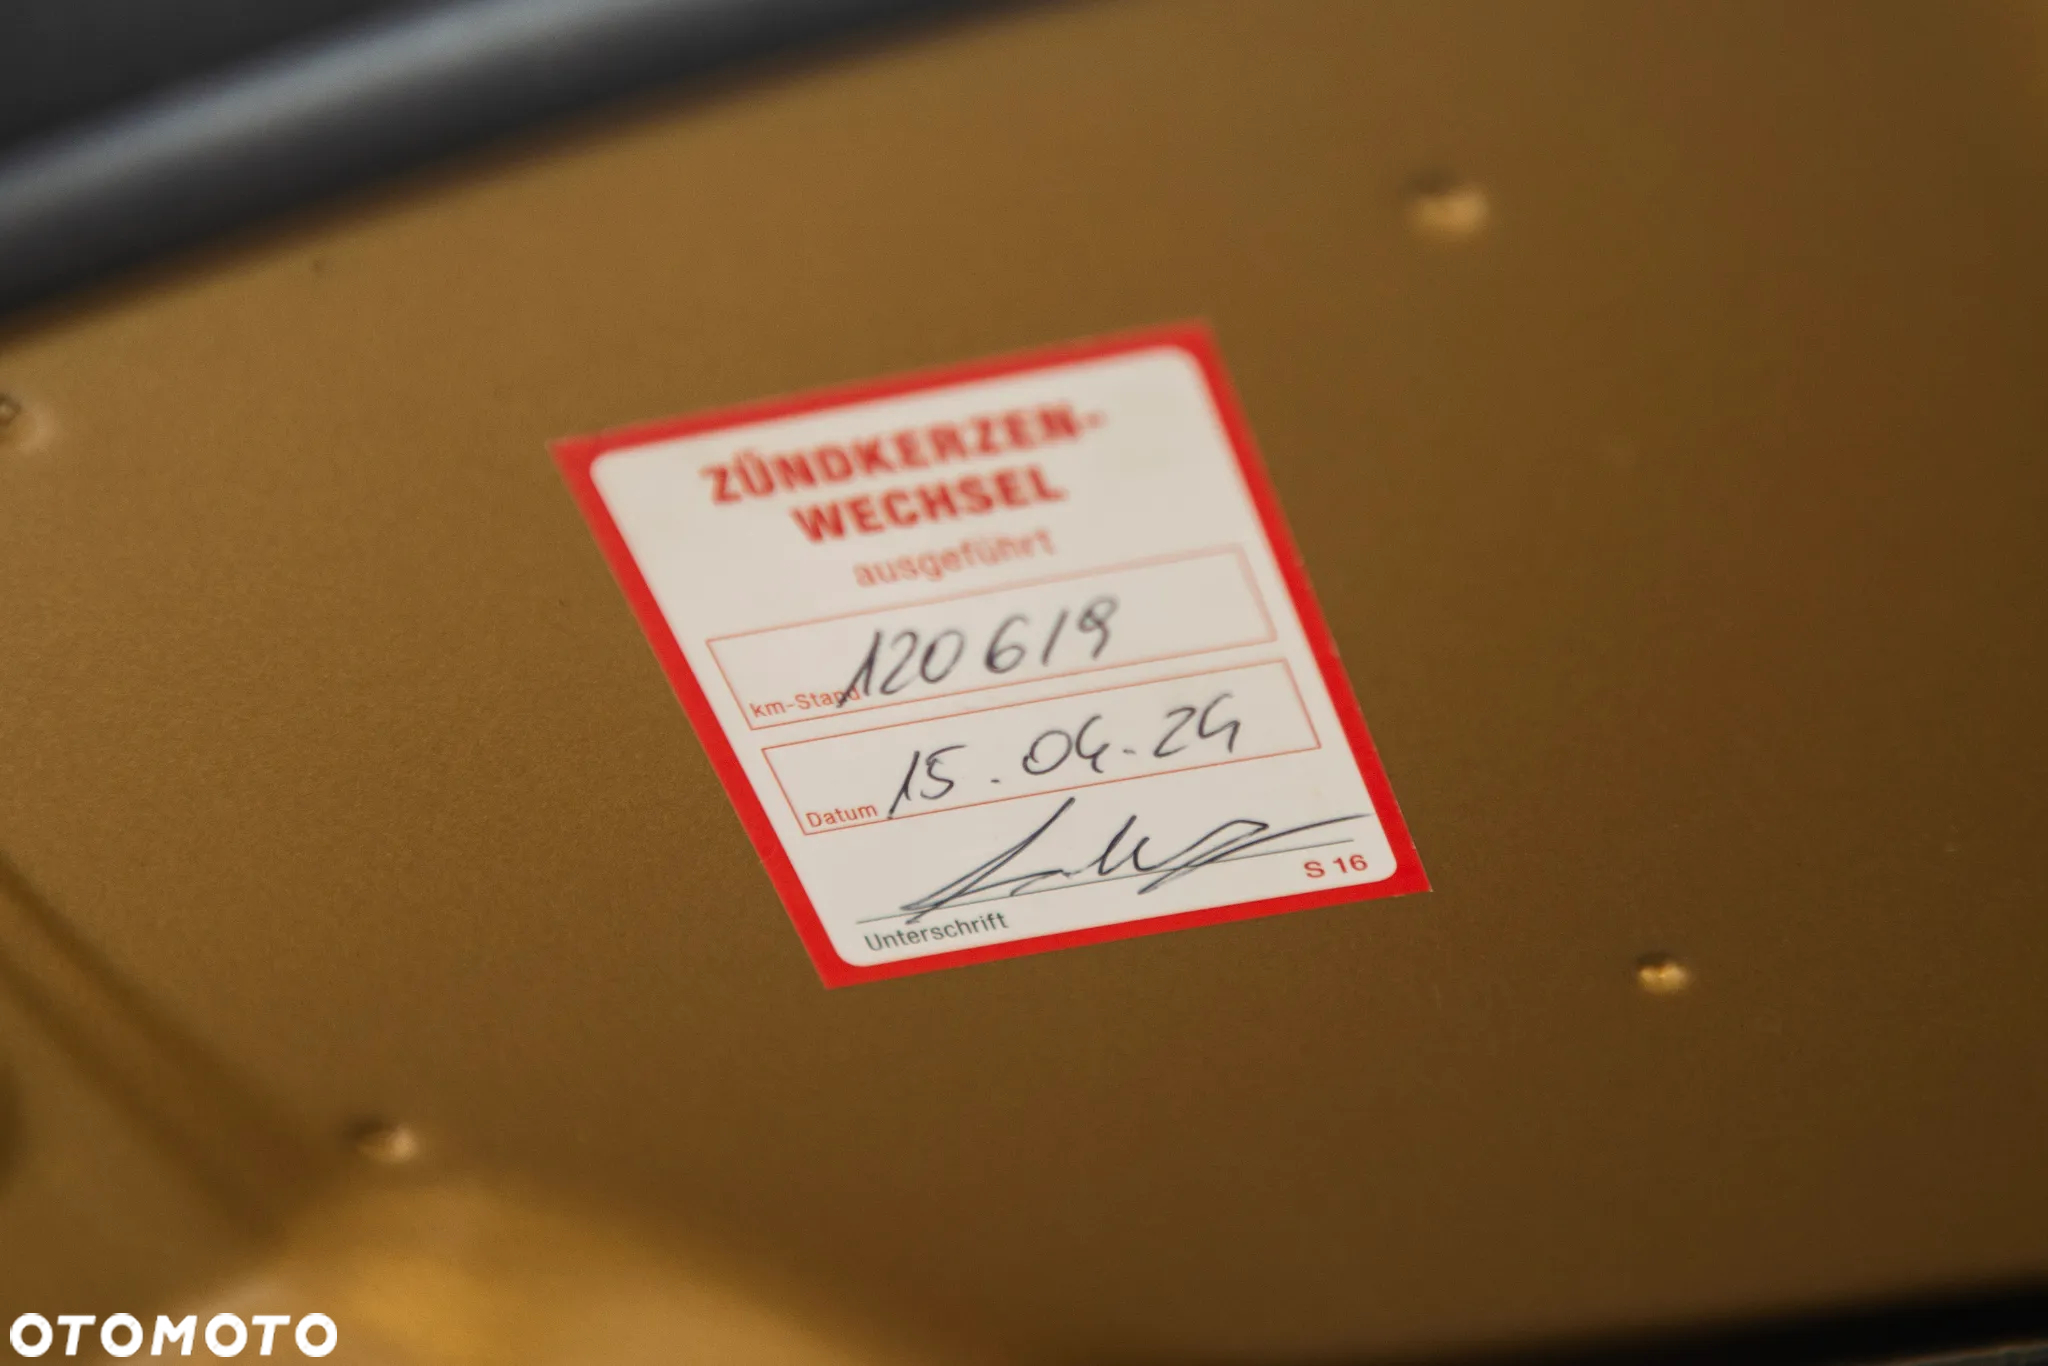 ZÜNDKERZEN-
WECHSEL
ausgeführt
km-Stand 120619
Datum 15.04.24
S 16
Unterschrift
OTOMOTO